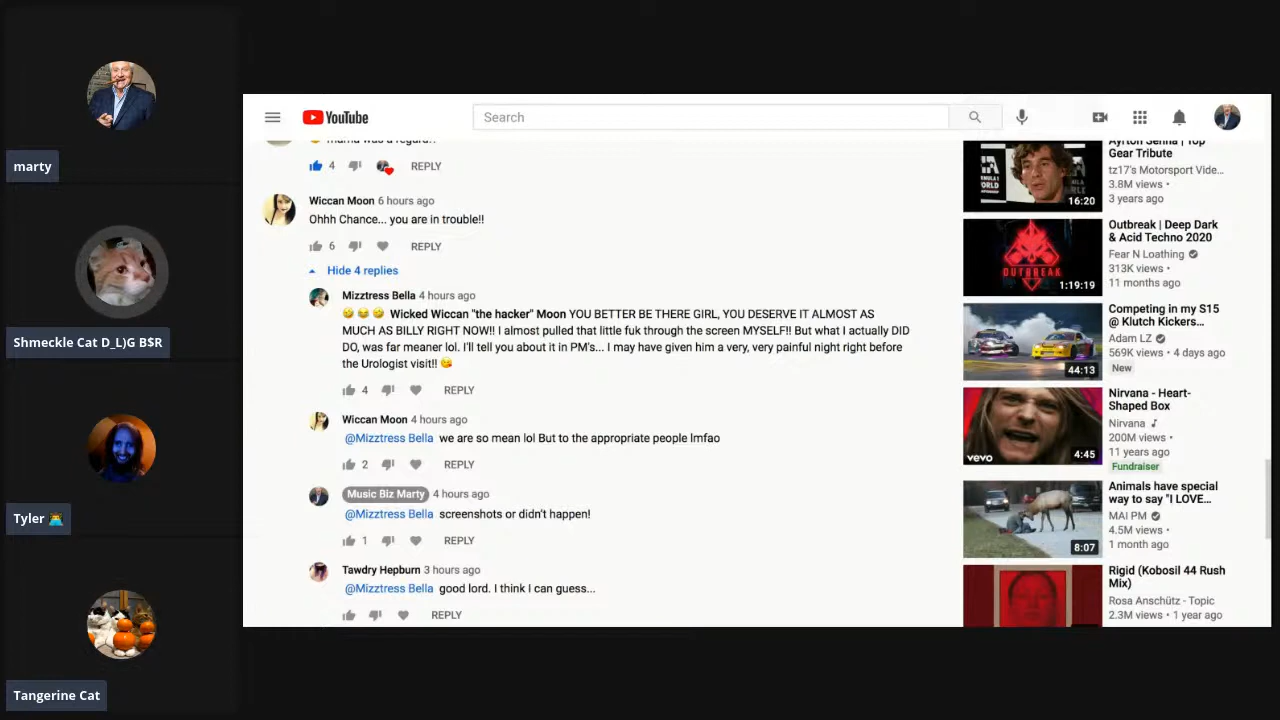 marty
Shmeckle Cat D_L)G B$R
Tyler 👨‍💻
Tangerine Cat
YouTube
Search
4
REPLY
Wiccan Moon 6 hours ago
Ohhh Chance... you are in trouble!!
6
REPLY
Hide 4 replies
Mizztress Bella 4 hours ago
🤣 😂 🤣 Wicked Wiccan "the hacker" Moon YOU BETTER BE THERE GIRL, YOU DESERVE IT ALMOST AS
MUCH AS BILLY RIGHT NOW!! I almost pulled that little fuk through the screen MYSELF!! But what I actually DID
DO, was far meaner lol. I'll tell you about it in PM's... I may have given him a very, very painful night right before
the Urologist visit!! 😘
4
REPLY
Wiccan Moon 4 hours ago
@Mizztress Bella we are so mean lol But to the appropriate people lmfao
2
REPLY
Music Biz Marty 4 hours ago
@Mizztress Bella screenshots or didn't happen!
1
REPLY
Tawdry Hepburn 3 hours ago
@Mizztress Bella good lord. I think I can guess...
REPLY
Ayrton Senna | Top
Gear Tribute
tz17's Motorsport Vide...
3.8M views •
3 years ago
16:20
Outbreak | Deep Dark
& Acid Techno 2020
Fear N Loathing
313K views •
11 months ago
OUTBREAK
1:19:19
Competing in my S15
@ Klutch Kickers...
Adam LZ
569K views • 4 days ago
New
44:13
Nirvana - Heart-
Shaped Box
Nirvana
200M views •
11 years ago
Fundraiser
vevo
4:45
Animals have special
way to say "I LOVE...
MAI PM
4.5M views •
1 month ago
8:07
Rigid (Kobosil 44 Rush
Mix)
Rosa Anschütz - Topic
2.3M views • 1 year ago